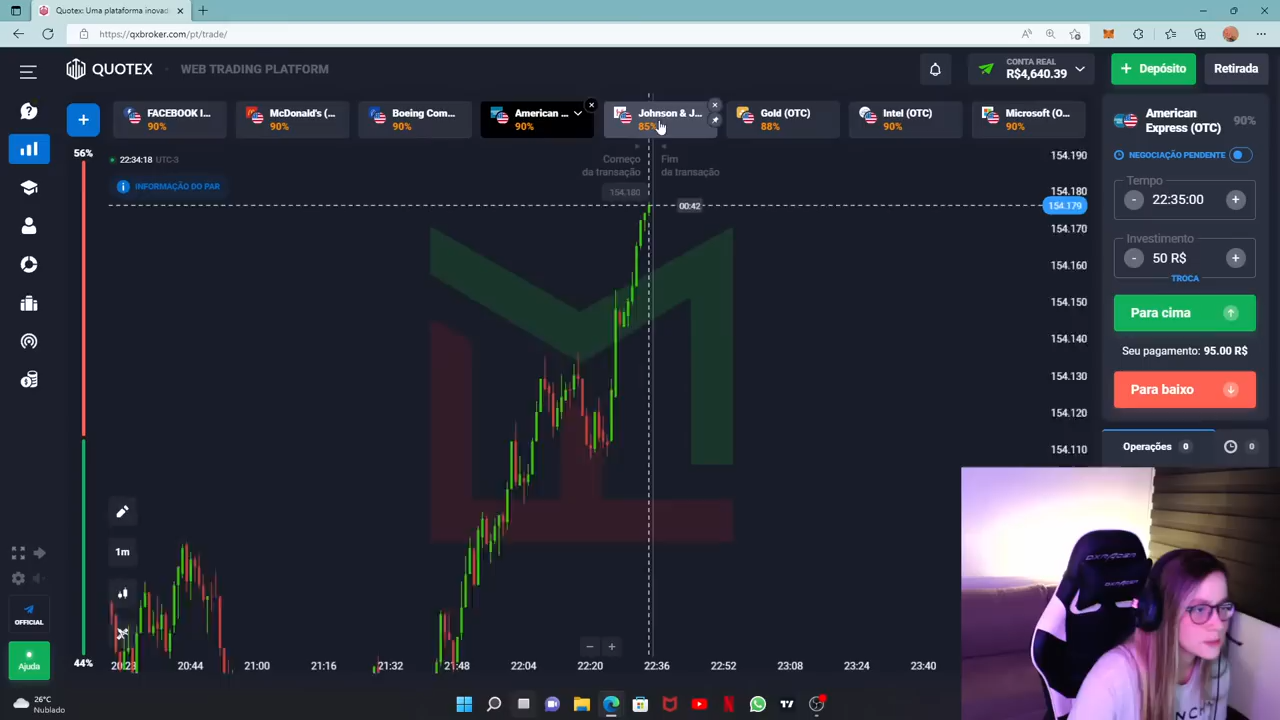 Quotex: Uma plataforma inovad
https://qxbroker.com/pt/trade/
QUOTEX
WEB TRADING PLATFORM
CONTA REAL
R$4,640.39
+ Depósito
Retirada
FACEBOOK I...
90%
McDonald's (...
90%
Boeing Com...
90%
American ...
90%
Johnson & J...
85%
Gold (OTC)
88%
Intel (OTC)
90%
Microsoft (O...
90%
American
Express (OTC)
90%
56%
22:34:18 UTC-3
INFORMAÇÃO DO PAR
Começo
da transação
Fim
da transação
154.180
00:42
154.190
154.180
154.179
154.170
154.160
154.150
154.140
154.130
154.120
154.110
NEGOCIAÇÃO PENDENTE
Tempo
- 22:35:00 +
Investimento
- 50 R$ +
TROCA
Para cima
Seu pagamento: 95.00 R$
Para baixo
Operações 0
0
1m
OFFICIAL
Ajuda
44%
20:44
21:00
21:16
21:32
21:48
22:04
22:20
22:36
22:52
23:08
23:24
23:40
DXRACER
26°C
Nublado